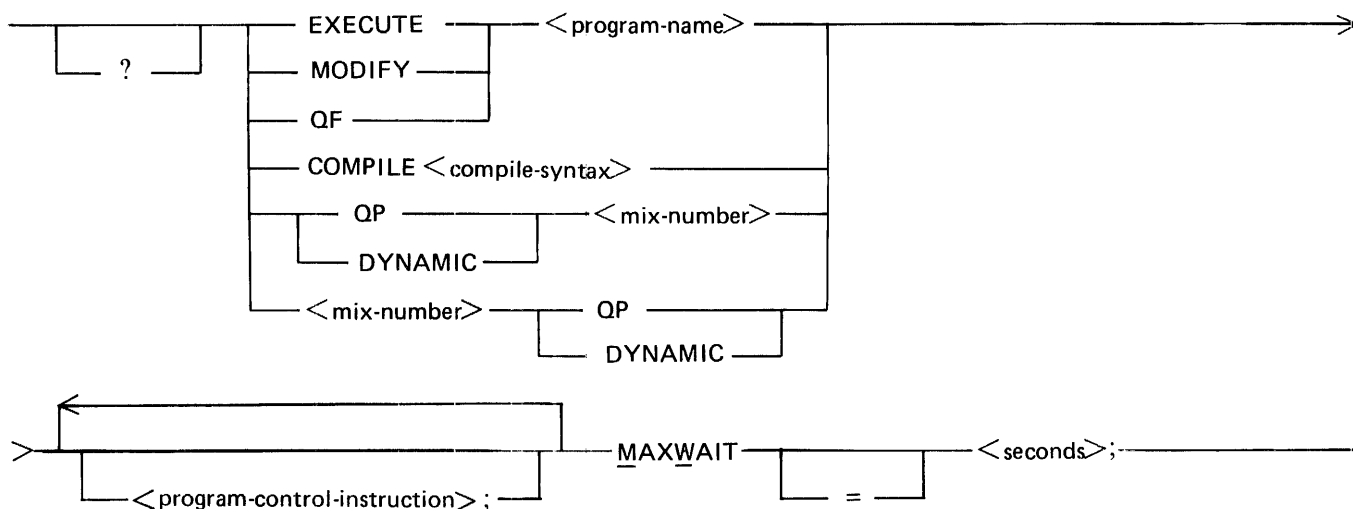 EXECUTE <program-name>
? MODIFY
QF
COMPILE <compile-syntax>
QP <mix-number>
DYNAMIC
<mix-number> QP
DYNAMIC
MAXWAIT <seconds>;
<program-control-instruction>; =